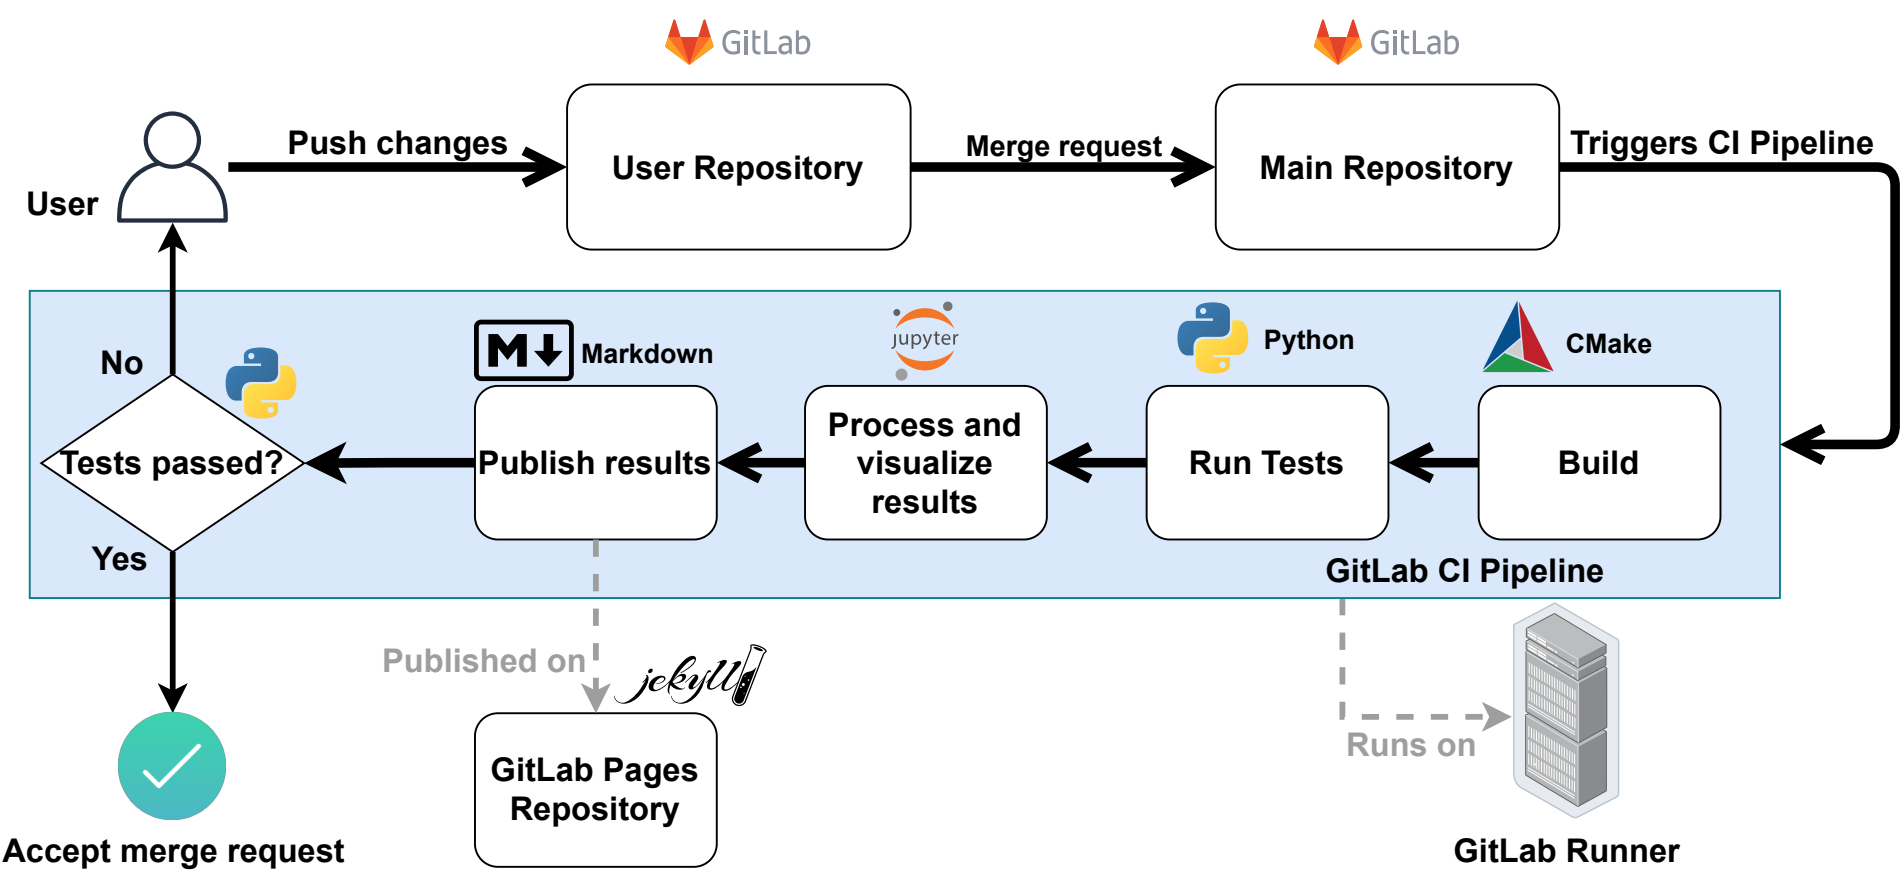 GitLab
GitLab
Push changes
Merge request
Triggers CI Pipeline
User Repository
Main Repository
User
No
Markdown
jupyter
Python
CMake
Tests passed?
Publish results
Process and
visualize
results
Run Tests
Build
Yes
GitLab CI Pipeline
Published on
jekyll
Runs on
GitLab Pages
Repository
Accept merge request
GitLab Runner